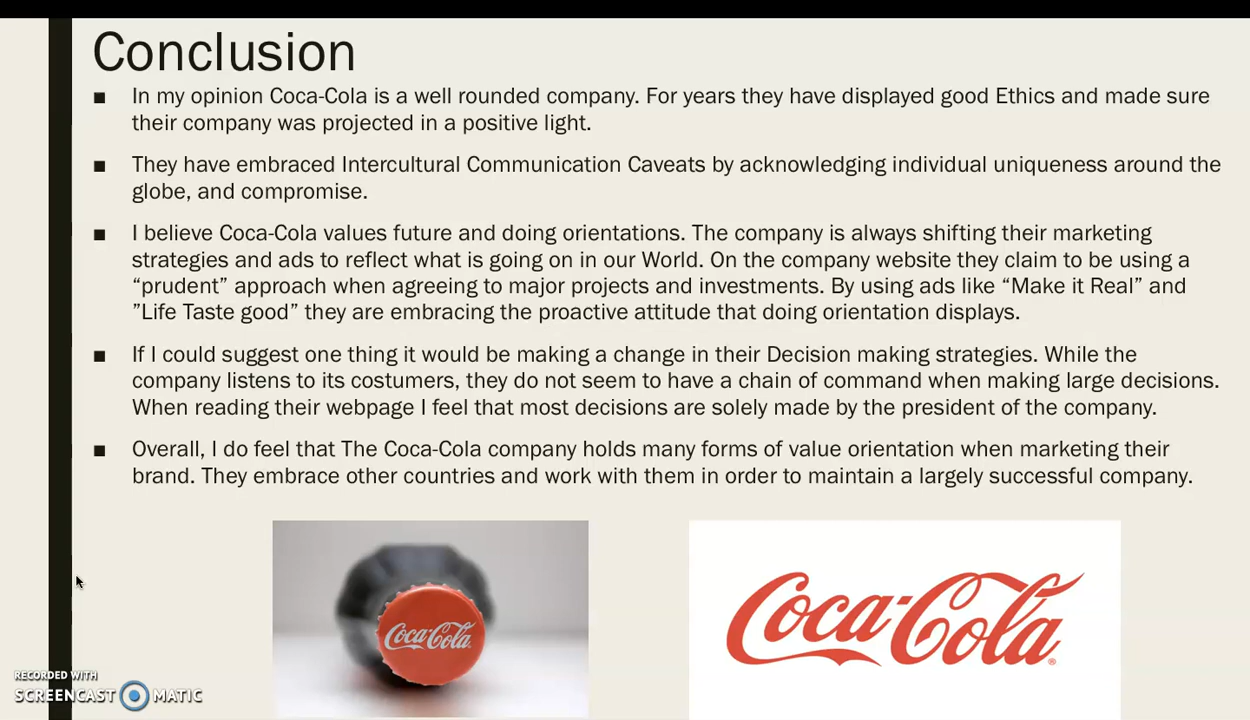 Conclusion
■ In my opinion Coca-Cola is a well rounded company. For years they have displayed good Ethics and made sure
their company was projected in a positive light.
■ They have embraced Intercultural Communication Caveats by acknowledging individual uniqueness around the
globe, and compromise.
■ I believe Coca-Cola values future and doing orientations. The company is always shifting their marketing
strategies and ads to reflect what is going on in our World. On the company website they claim to be using a
“prudent” approach when agreeing to major projects and investments. By using ads like “Make it Real” and
”Life Taste good” they are embracing the proactive attitude that doing orientation displays.
■ If I could suggest one thing it would be making a change in their Decision making strategies. While the
company listens to its costumers, they do not seem to have a chain of command when making large decisions.
When reading their webpage I feel that most decisions are solely made by the president of the company.
■ Overall, I do feel that The Coca-Cola company holds many forms of value orientation when marketing their
brand. They embrace other countries and work with them in order to maintain a largely successful company.
Coca-Cola
Coca-Cola®
RECORDED WITH
SCREENCAST MATIC